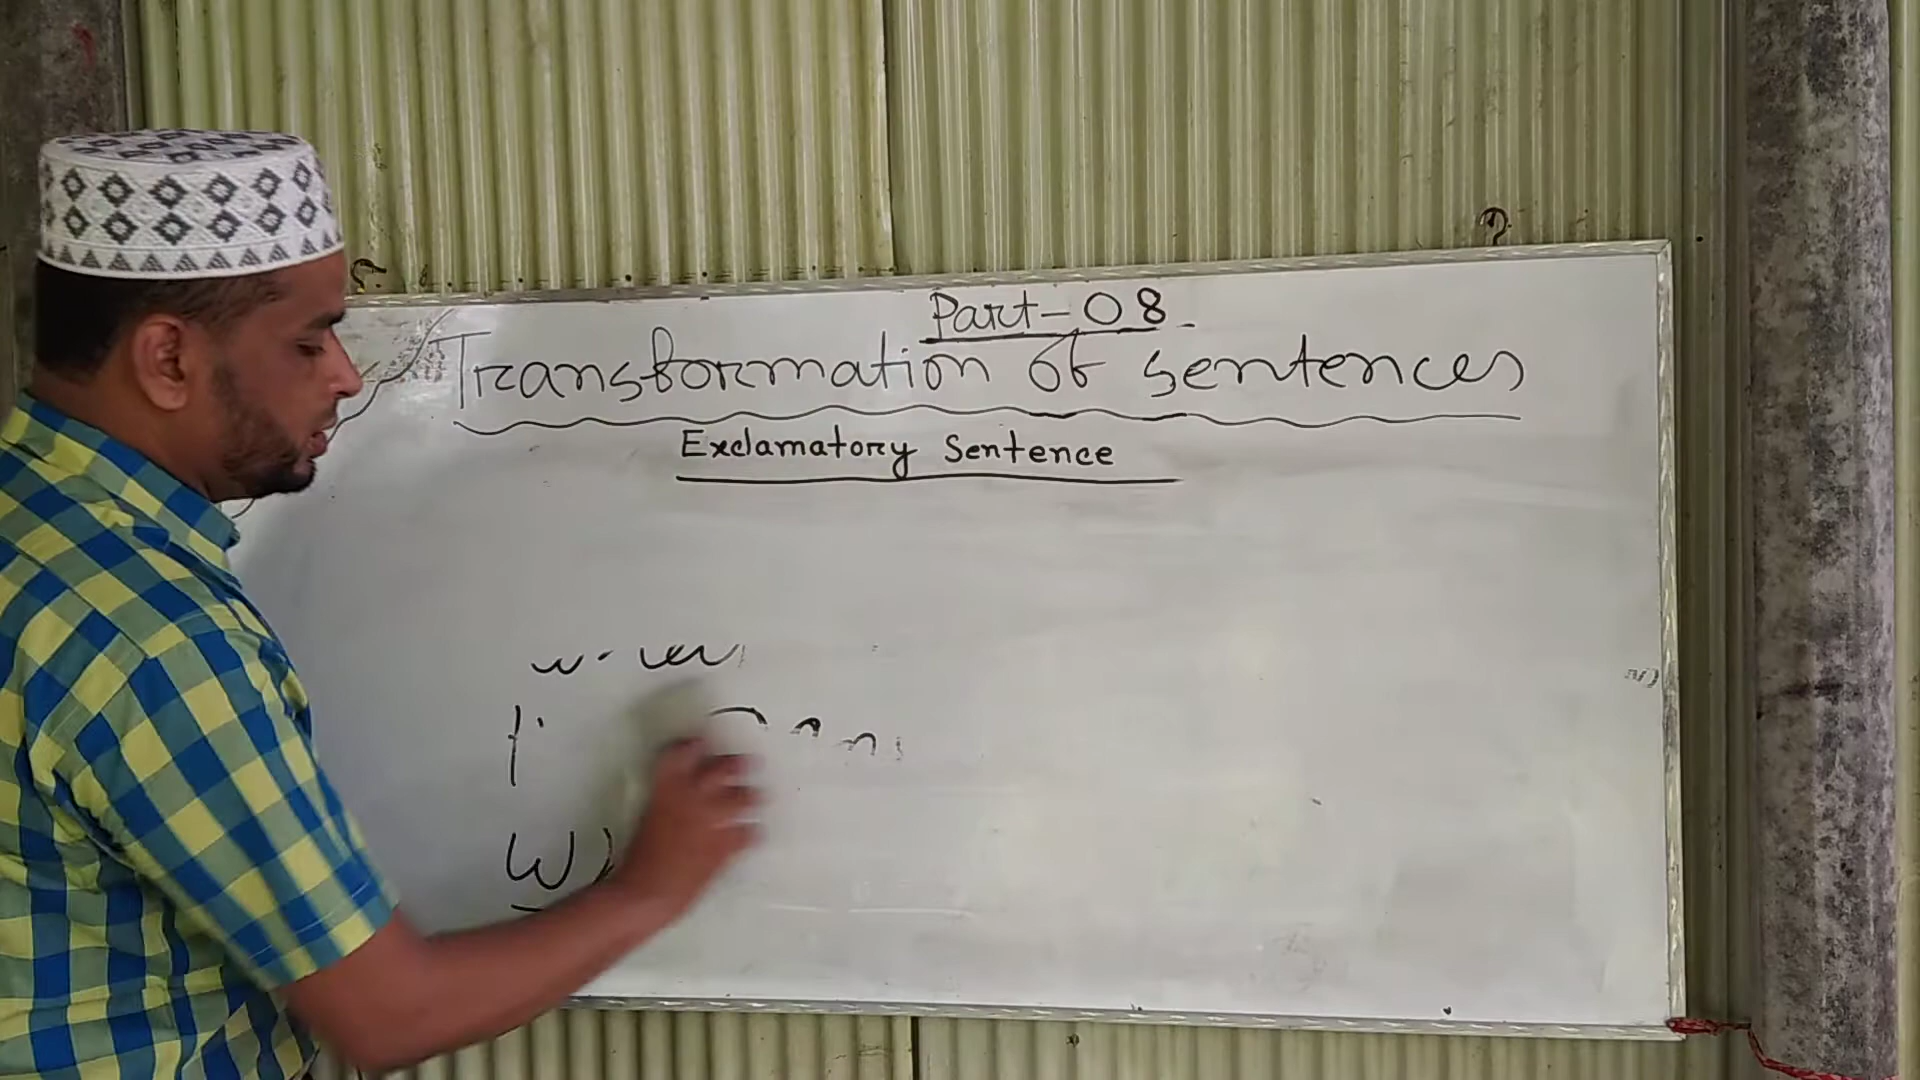 Part-08
Transformation of sentences
Exclamatory Sentence